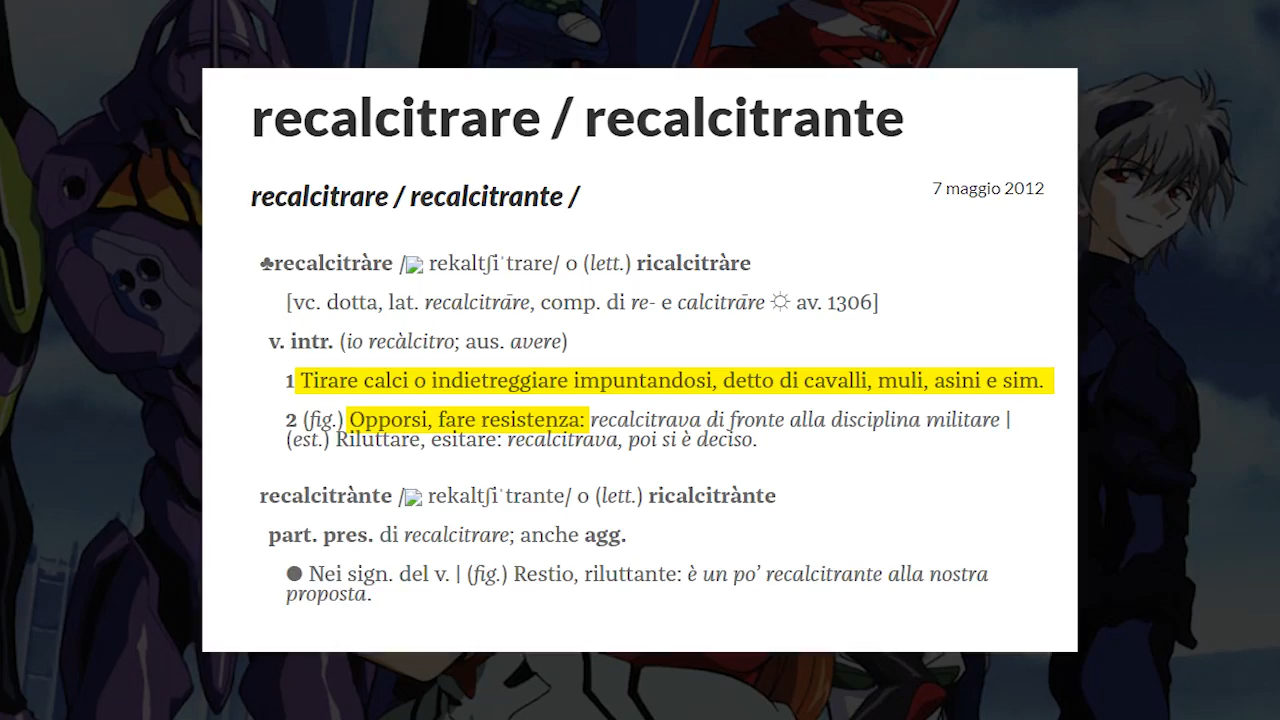 recalcitrare / recalcitrante
recalcitrare / recalcitrante /
7 maggio 2012
♣recalcitràre / rekaltʃiˈtrare/ o (lett.) ricalcitràre
[vc. dotta, lat. recalcitrāre, comp. di re- e calcitrāre ☼ av. 1306]
v. intr. (io recàlcitro; aus. avere)
1 Tirare calci o indietreggiare impuntandosi, detto di cavalli, muli, asini e sim.
2 (fig.) Opporsi, fare resistenza: recalcitrava di fronte alla disciplina militare |
(est.) Riluttare, esitare: recalcitrava, poi si è deciso.
recalcitrànte / rekaltʃiˈtrante/ o (lett.) ricalcitrànte
part. pres. di recalcitrare; anche agg.
● Nei sign. del v. | (fig.) Restio, riluttante: è un po’ recalcitrante alla nostra
proposta.